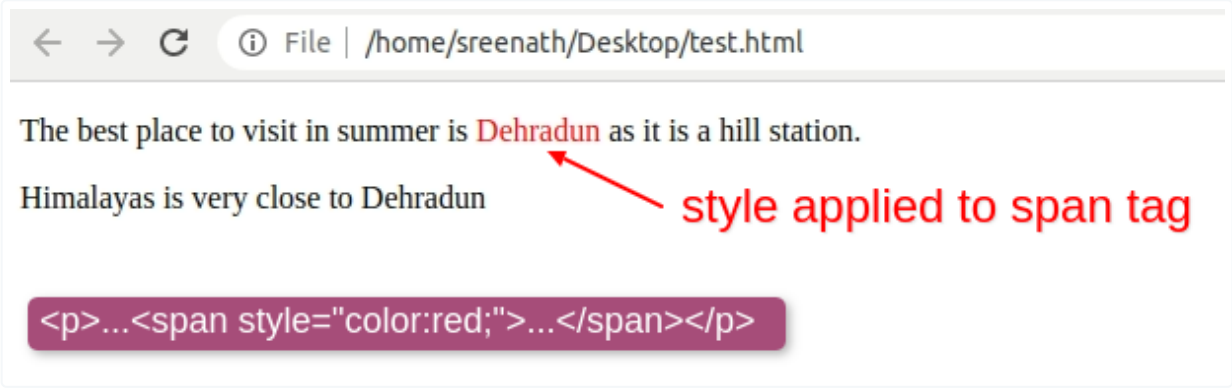 File | /home/sreenath/Desktop/test.html
The best place to visit in summer is Dehradun as it is a hill station.
Himalayas is very close to Dehradun
style applied to span tag
<p>...<span style="color:red;">...</span></p>